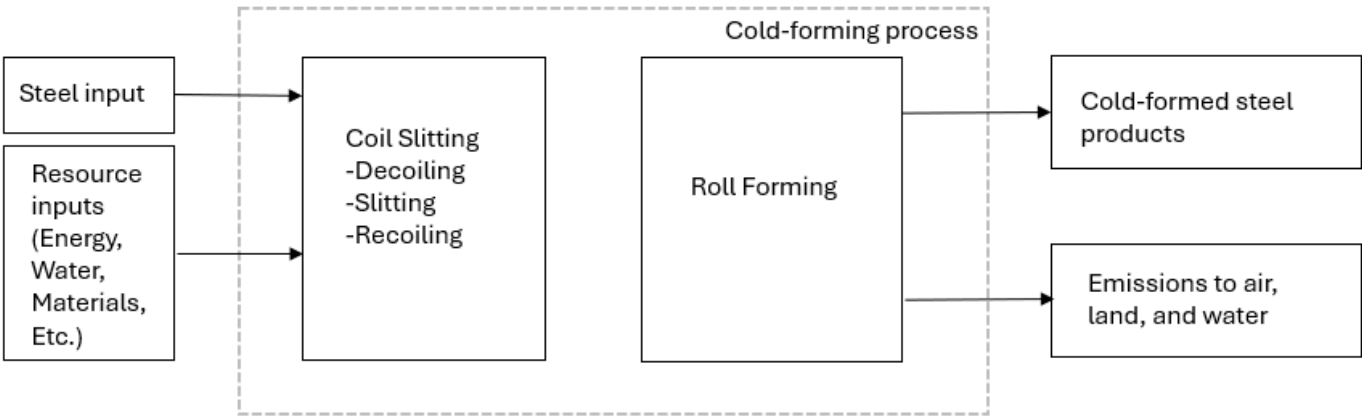 Cold-forming process
Steel input
Resource
inputs
(Energy,
Water,
Materials,
Etc.)
Coil Slitting
-Decoiling
-Slitting
-Recoiling
Roll Forming
Cold-formed steel
products
Emissions to air,
land, and water